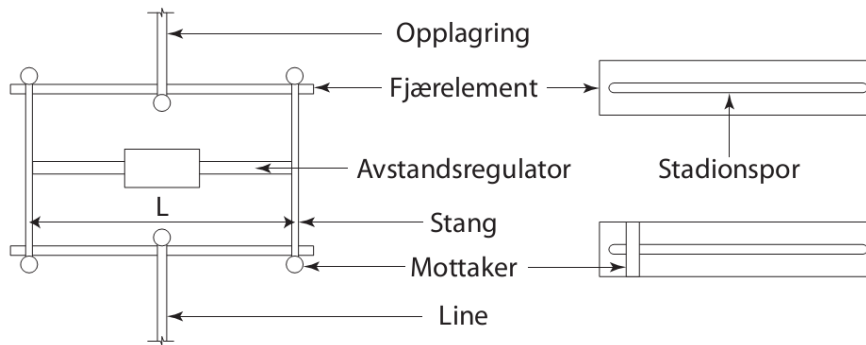 Opplagring
Fjærelement
Avstandsregulator
Stadionspor
L
Stang
Mottaker
Line